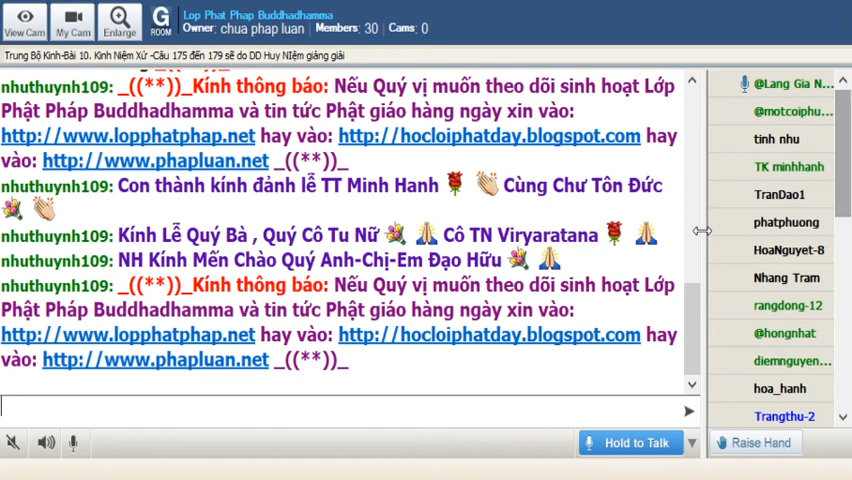 Lop Phat Phap Buddhadhamma
Owner: chua phap luan Members: 30 Cams: 0
View Cam My Cam Enlarge G ROOM
Trung Bộ Kinh-Bài 10. Kinh Niệm Xứ -Câu 175 đến 179 sẽ do DD Huy NIệm giảng giải
nhuthuynh109: _((**))_Kính thông báo: Nếu Quý vị muốn theo dõi sinh hoạt Lớp
Phật Pháp Buddhadhamma và tin tức Phật giáo hàng ngày xin vào:
http://www.lopphatphap.net hay vào: http://hocloiphatday.blogspot.com hay
vào: http://www.phapluan.net _((**)_
nhuthuynh109: Con thành kính đảnh lễ TT Minh Hạnh 🌹 👏 Cùng Chư Tôn Đức
💐 👏
nhuthuynh109: Kính Lễ Quý Bà , Quý Cô Tu Nữ 💐 🙏 Cô TN Viryaratana 🌹 🙏
nhuthuynh109: NH Kính Mến Chào Quý Anh-Chị-Em Đạo Hữu 💐 🙏
nhuthuynh109: _((**))_Kính thông báo: Nếu Quý vị muốn theo dõi sinh hoạt Lớp
Phật Pháp Buddhadhamma và tin tức Phật giáo hàng ngày xin vào:
http://www.lopphatphap.net hay vào: http://hocloiphatday.blogspot.com hay
vào: http://www.phapluan.net _((**)_
@Lang Gia N...
@motcoiphu...
tinh nhu
TK minhhanh
TranDao1
phatphuong
HoaNguyet-8
Nhang Tram
rangdong-12
@hongnhat
diemnguyen...
hoa_hanh
Trangthu-2
Hold to Talk
Raise Hand